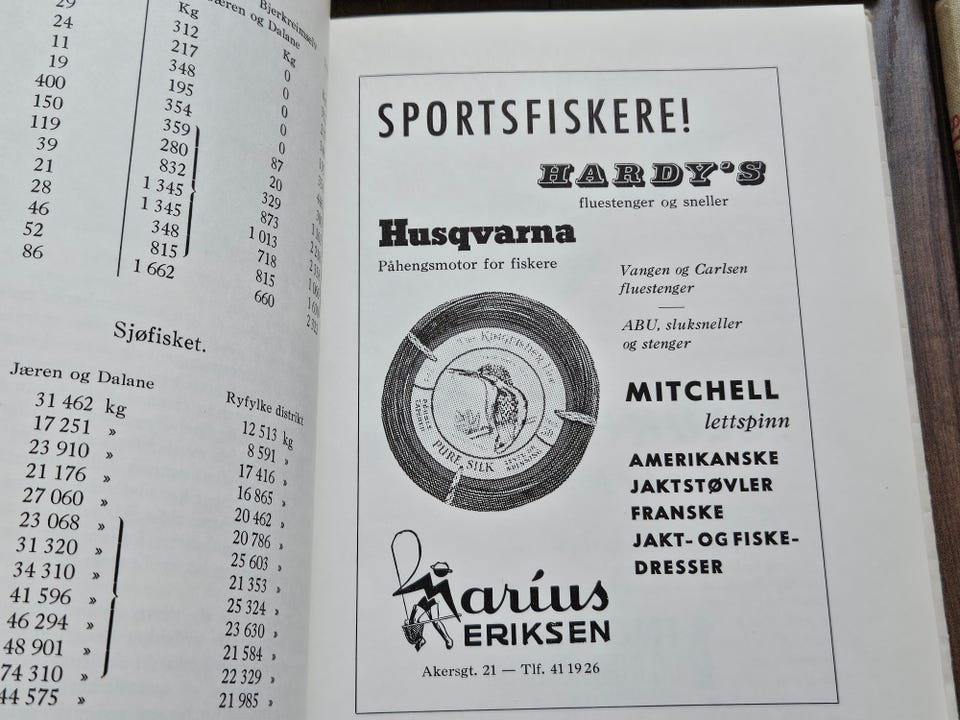 Bjerkreimselv
Jæren og Dalane
Kg
Kg
29
24 312 0
11 217 0
19 348 0
400 195 0
150 354 0
119 359 87
39 280 20
21 832 329
28 1 345 873
46 1 345 1 013
52 348 718
86 815 815
1 662 660
Sjøfisket.
Jæren og Dalane
Ryfylke distrikt
31 462 kg 12 513 kg
17 251 » 8 591 »
23 910 » 17 416 »
21 176 » 16 865 »
27 060 » 20 462 »
23 068 » 20 786 »
31 320 » 25 603 »
34 310 » 21 353 »
41 596 » 25 324 »
46 294 » 23 630 »
48 901 » 21 584 »
74 310 » 22 329 »
44 575 » 21 985 »
SPORTSFISKERE!
HARDY'S
fluestenger og sneller
Husqvarna
Påhengsmotor for fiskere
Vangen og Carlsen
fluestenger
ABU, sluksneller
og stenger
KINGFISHER
PURE SILK
MITCHELL
lettspinn
AMERIKANSKE
JAKTSTØVLER
FRANSKE
JAKT- OG FISKE-
DRESSER
Marius
ERIKSEN
Akersgt. 21 — Tlf. 41 19 26